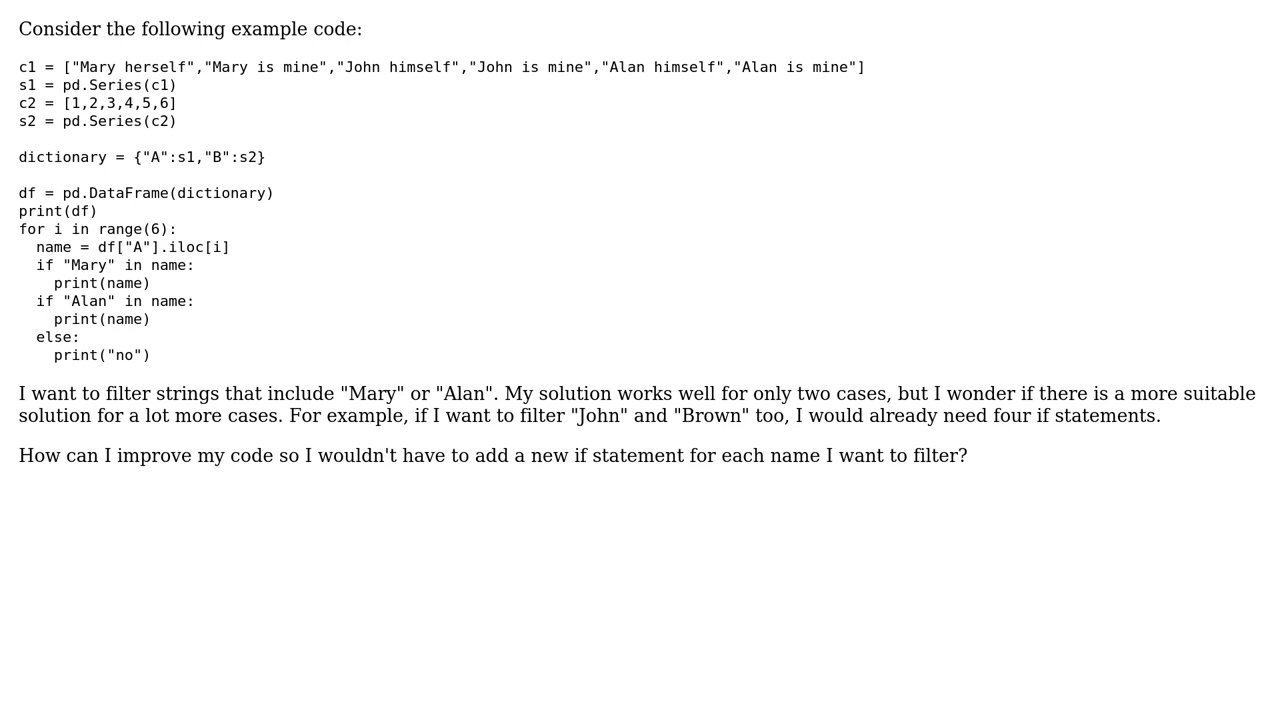 Consider the following example code:
c1 = ["Mary herself","Mary is mine","John himself","John is mine","Alan himself","Alan is mine"]
s1 = pd.Series(c1)
c2 = [1,2,3,4,5,6]
s2 = pd.Series(c2)
dictionary = {"A":s1,"B":s2}
df = pd.DataFrame(dictionary)
print(df)
for i in range(6):
  name = df["A"].iloc[i]
  if "Mary" in name:
    print(name)
  if "Alan" in name:
    print(name)
  else:
    print("no")
I want to filter strings that include "Mary" or "Alan". My solution works well for only two cases, but I wonder if there is a more suitable
solution for a lot more cases. For example, if I want to filter "John" and "Brown" too, I would already need four if statements.
How can I improve my code so I wouldn't have to add a new if statement for each name I want to filter?